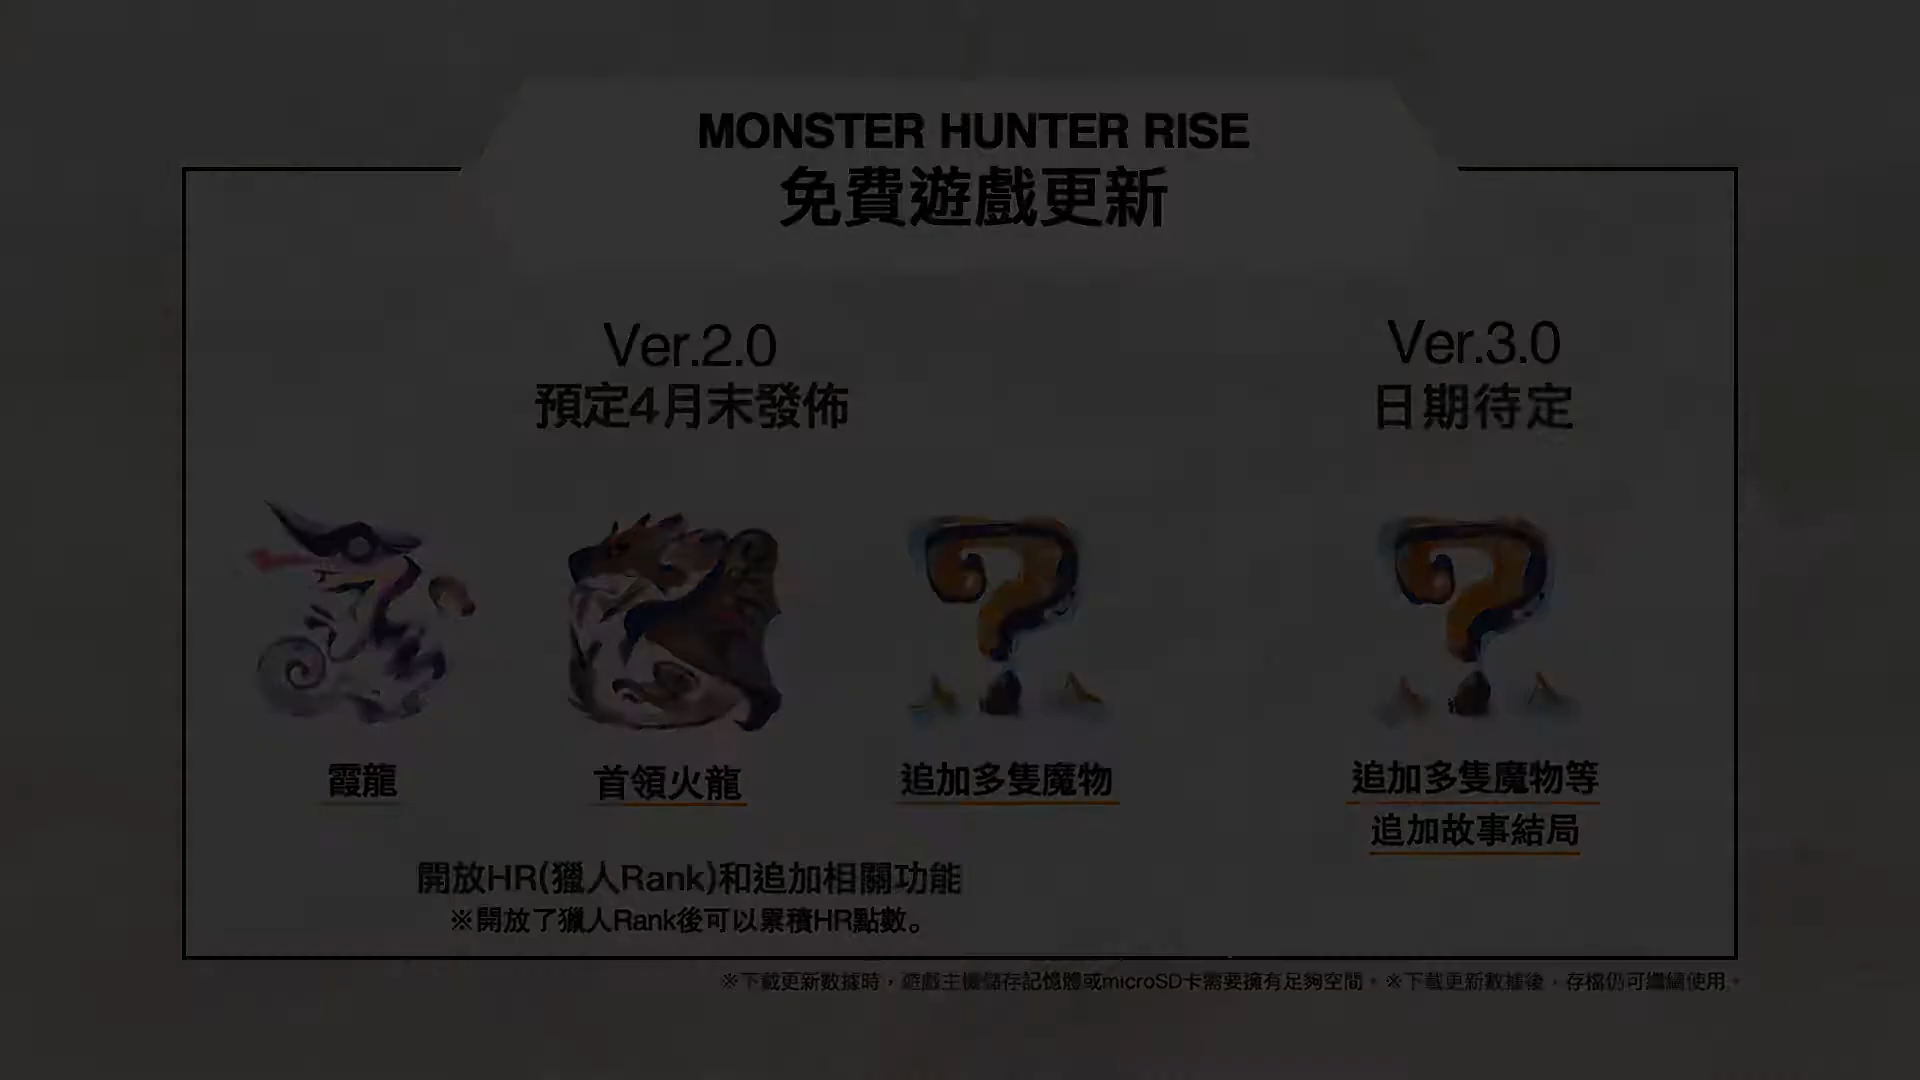 MONSTER HUNTER RISE
免費遊戲更新
Ver.2.0
預定4月末發佈
Ver.3.0
日期待定
霞龍
首領火龍
追加多隻魔物
追加多隻魔物等
追加故事結局
開放HR(獵人Rank)和追加相關功能
※開放了獵人Rank後可以累積HR點數。
※下載更新數據時，遊戲主機儲存記憶體或microSD卡需要擁有足夠空間。※下載更新數據後，存檔仍可繼續使用。